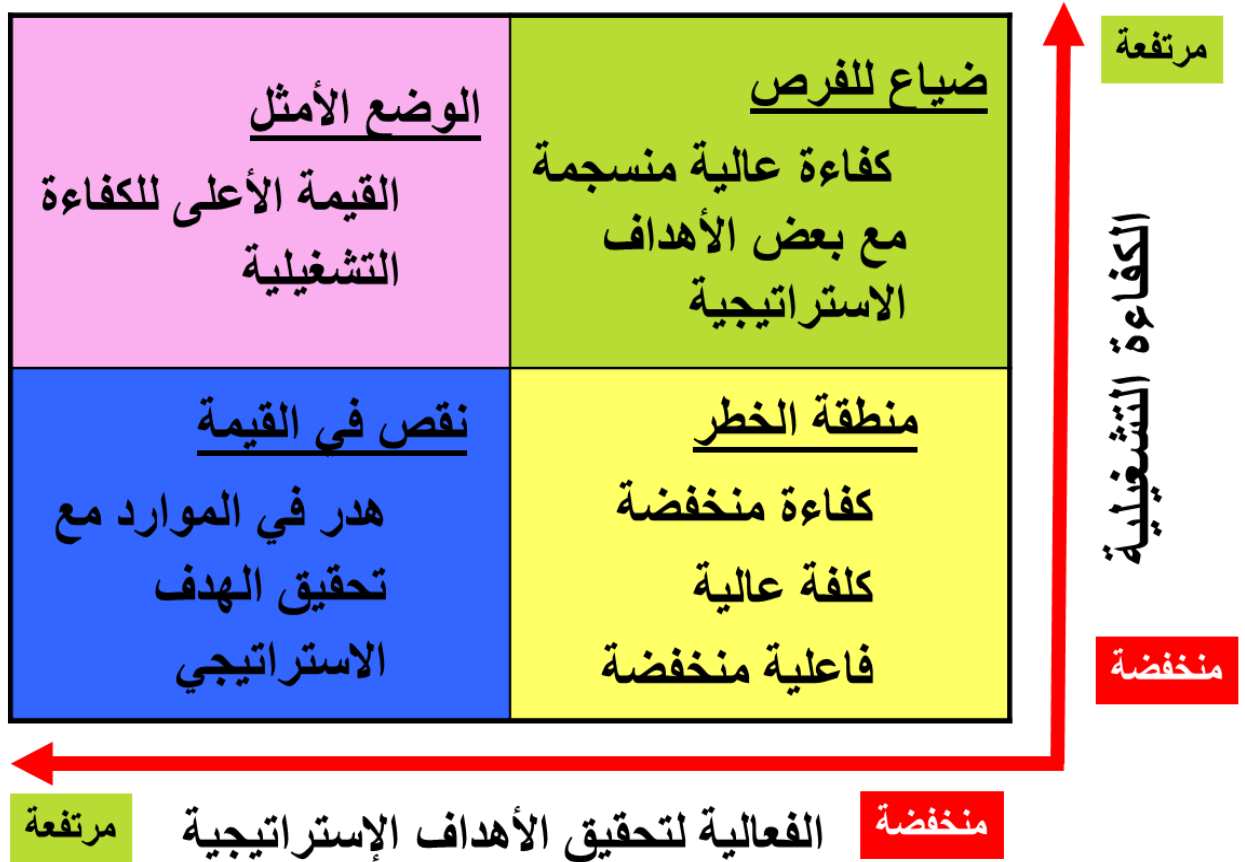 مرتفعة
ضياع للفرص
كفاءة عالية منسجمة
مع بعض الأهداف
الاستراتيجية
الوضع الأمثل
القيمة الأعلى للكفاءة
التشغيلية
الكفاءة التشغيلية
منطقة الخطر
كفاءة منخفضة
كلفة عالية
فاعلية منخفضة
نقص في القيمة
هدر في الموارد مع
تحقيق الهدف
الاستراتيجي
منخفضة
منخفضة
الفعالية لتحقيق الأهداف الإستراتيجية
مرتفعة